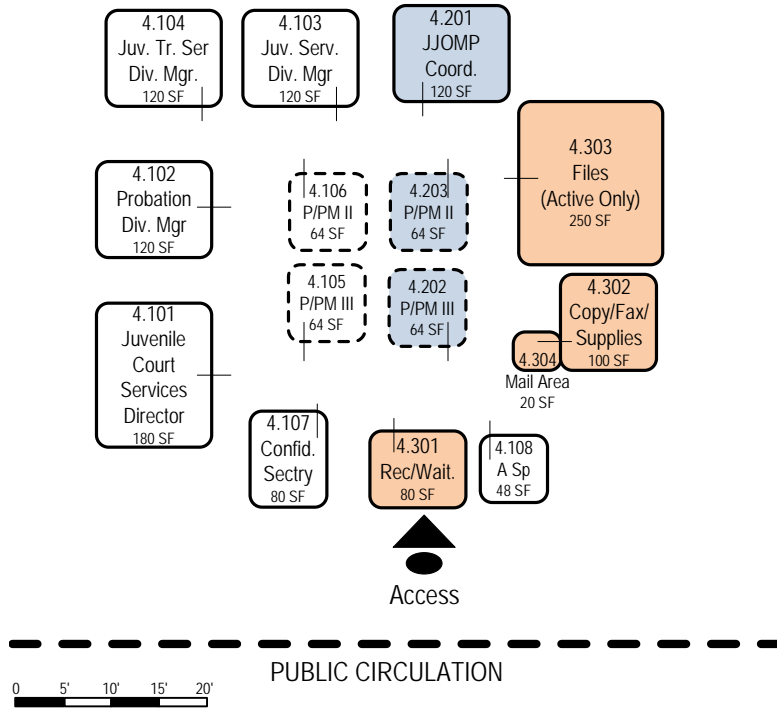 4.104
Juv. Tr. Ser
Div. Mgr.
120 SF
4.103
Juv. Serv.
Div. Mgr
120 SF
4.201
JJOMP
Coord.
120 SF
4.102
Probation
Div. Mgr
120 SF
4.106
P/PM II
64 SF
4.203
P/PM II
64 SF
4.303
Files
(Active Only)
250 SF
4.101
Juvenile
Court
Services
Director
180 SF
4.105
P/PM III
64 SF
4.202
P/PM III
64 SF
4.302
Copy/Fax/
Supplies
100 SF
4.304
Mail Area
20 SF
4.107
Confid.
Sectry
80 SF
4.301
Rec/Wait.
80 SF
4.108
A Sp
48 SF
Access
PUBLIC CIRCULATION
0 5' 10' 15' 20'